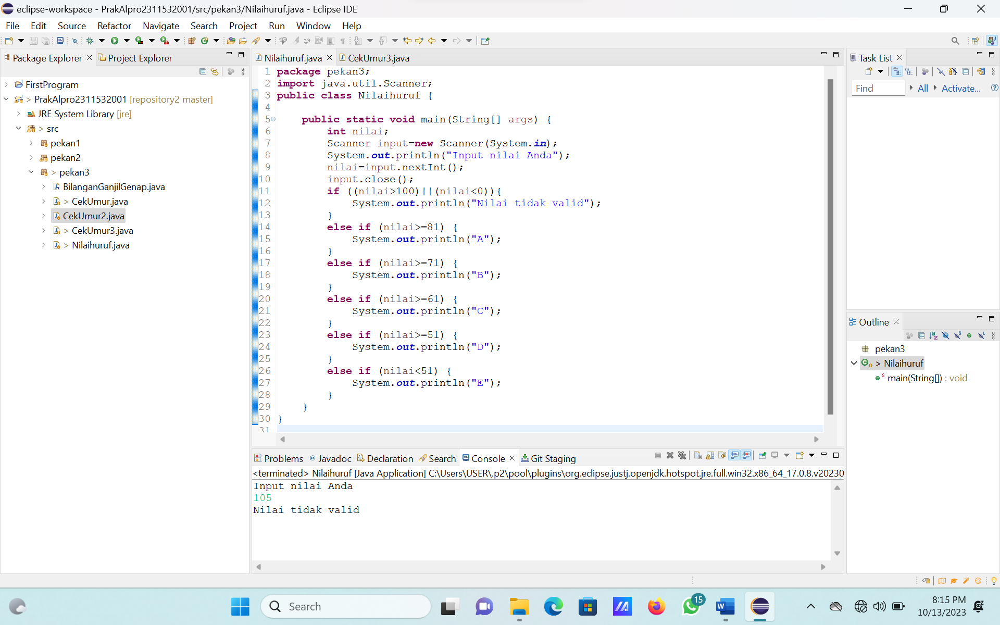 eclipse-workspace - PrakAlpro2311532001/src/pekan3/Nilaihuruf.java - Eclipse IDE
File Edit Source Refactor Navigate Search Project Run Window Help
Package Explorer
Project Explorer
FirstProgram
> PrakAlpro2311532001 [repository2 master]
JRE System Library [jre]
> src
pekan1
pekan2
> pekan3
BilanganGanjilGenap.java
> CekUmur.java
CekUmur2.java
> CekUmur3.java
> Nilaihuruf.java
Nilaihuruf.java
CekUmur3.java
1 package pekan3;
2 import java.util.Scanner;
3 public class Nilaihuruf {
4
5 public static void main(String[] args) {
6 int nilai;
7 Scanner input=new Scanner(System.in);
8 System.out.println("Input nilai Anda");
9 nilai=input.nextInt();
10 input.close();
11 if ((nilai>100)||(nilai<0)){
12 System.out.println("Nilai tidak valid");
13 }
14 else if (nilai>=81) {
15 System.out.println("A");
16 }
17 else if (nilai>=71) {
18 System.out.println("B");
19 }
20 else if (nilai>=61) {
21 System.out.println("C");
22 }
23 else if (nilai>=51) {
24 System.out.println("D");
25 }
26 else if (nilai<51) {
27 System.out.println("E");
28 }
29 }
30 }
31
Problems @ Javadoc Declaration Search Console Git Staging
<terminated> Nilaihuruf [Java Application] C:\Users\USER\.p2\pool\plugins\org.eclipse.justj.openjdk.hotspot.jre.full.win32.x86_64_17.0.8.v20230
Input nilai Anda
105
Nilai tidak valid
Task List
Find All Activate...
Outline
pekan3
> Nilaihuruf
main(String[]) : void
Search
15
8:15 PM
10/13/2023